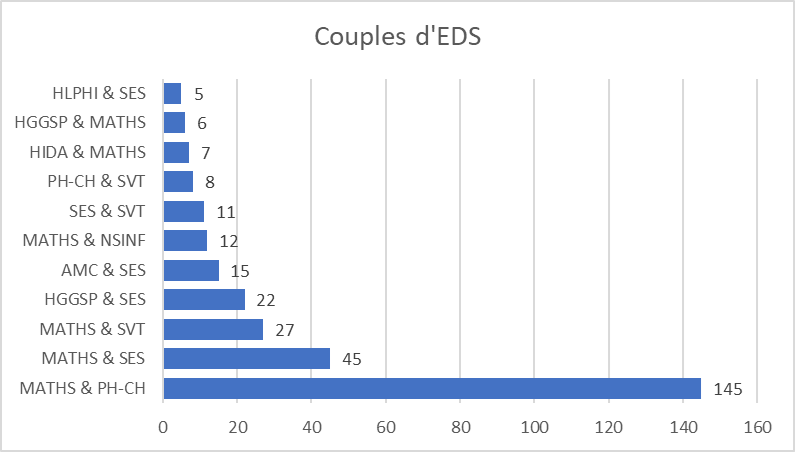 Couples d'EDS
HLPHI & SES 5
HGGSP & MATHS 6
HIDA & MATHS 7
PH-CH & SVT 8
SES & SVT 11
MATHS & NSINF 12
AMC & SES 15
HGGSP & SES 22
MATHS & SVT 27
MATHS & SES 45
MATHS & PH-CH 145
0 20 40 60 80 100 120 140 160